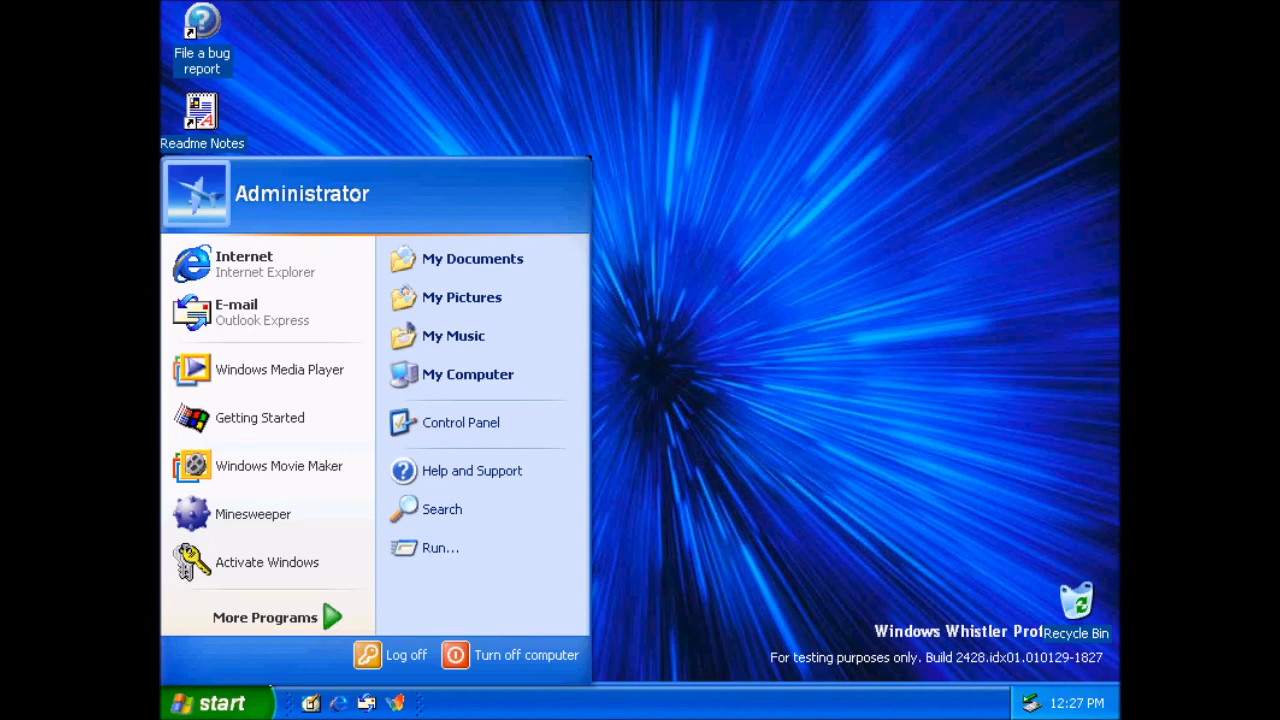 File a bug
report
Readme Notes
Administrator
Internet
Internet Explorer
E-mail
Outlook Express
Windows Media Player
Getting Started
Windows Movie Maker
Minesweeper
Activate Windows
More Programs
My Documents
My Pictures
My Music
My Computer
Control Panel
Help and Support
Search
Run...
Log off
Turn off computer
Windows Whistler Prof
Recycle Bin
For testing purposes only. Build 2428.idx01.010129-1827
start
12:27 PM